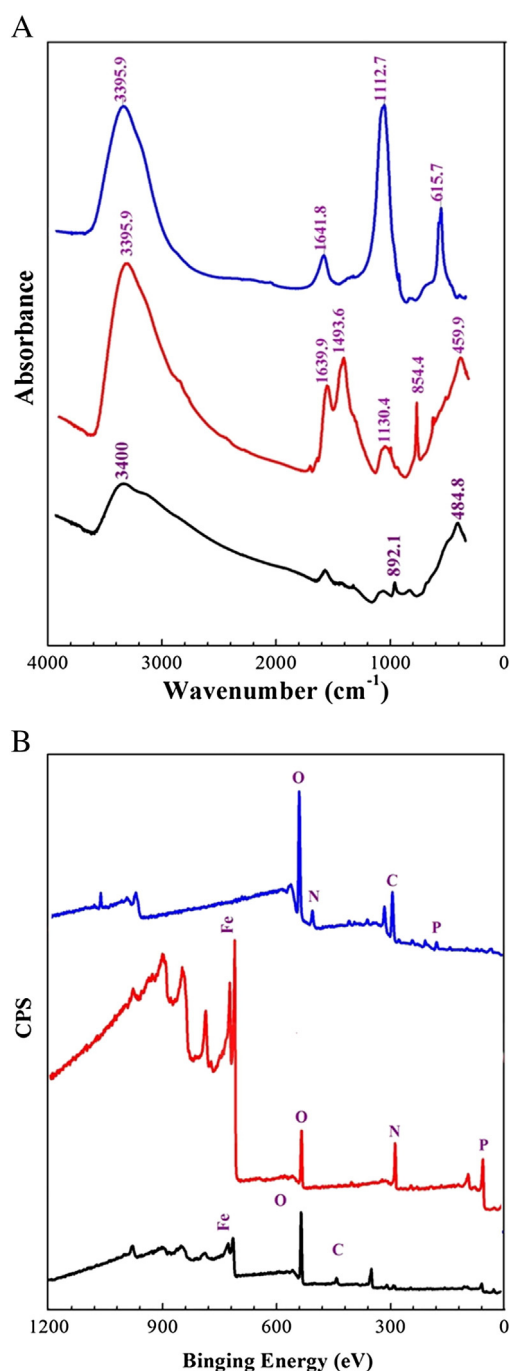 A
3395.9
1112.7
615.7
1641.8
3395.9
1639.9
1493.6
1130.4
854.4
459.9
3400
892.1
484.8
Absorbance
4000 3000 2000 1000 0
Wavenumber (cm⁻¹)
B
O
N
C
P
Fe
O
N
P
Fe
O
C
CPS
1200 900 600 300 0
Binging Energy (eV)